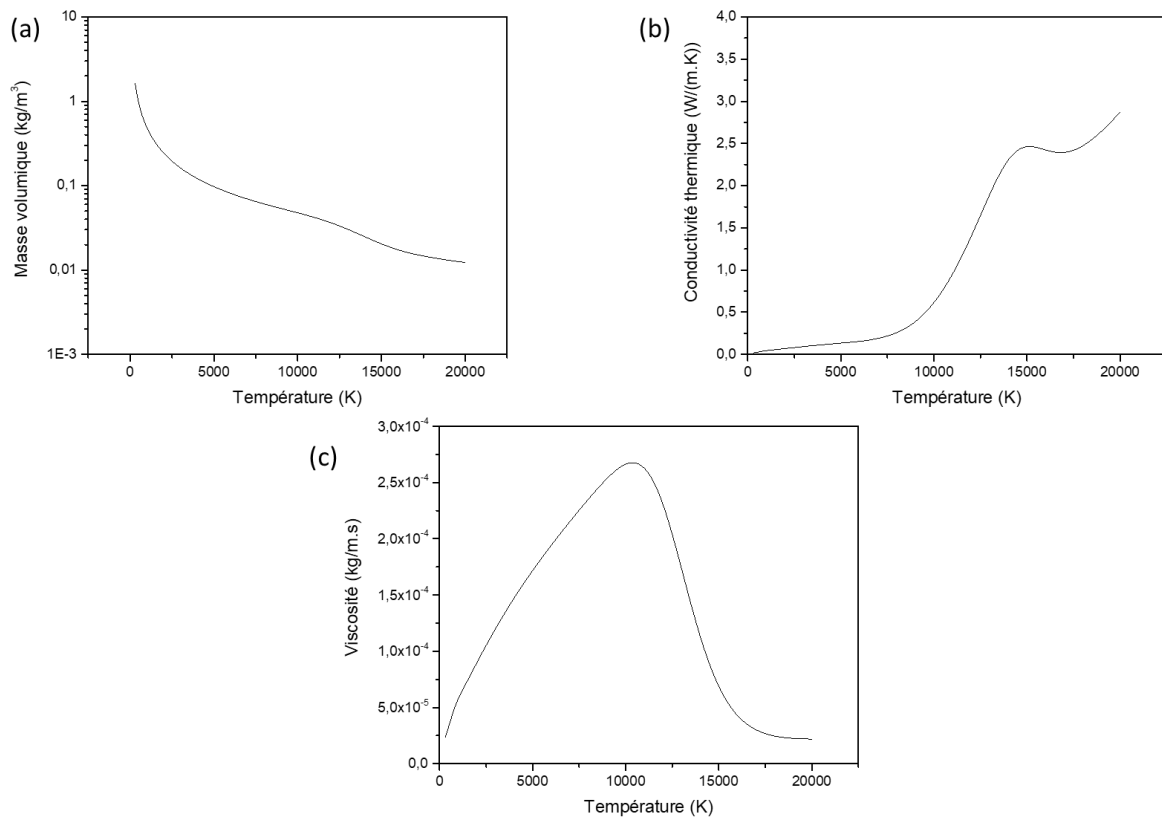 (a)
Masse volumique (kg/m³)
10
1
0,1
0,01
1E-3
0
5000
10000
15000
20000
Température (K)
(b)
Conductivité thermique (W/(m.K))
4,0
3,5
3,0
2,5
2,0
1,5
1,0
0,5
0,0
0
5000
10000
15000
20000
Température (K)
(c)
Viscosité (kg/m.s)
3,0x10⁻⁴
2,5x10⁻⁴
2,0x10⁻⁴
1,5x10⁻⁴
1,0x10⁻⁴
5,0x10⁻⁵
0,0
0
5000
10000
15000
20000
Température (K)